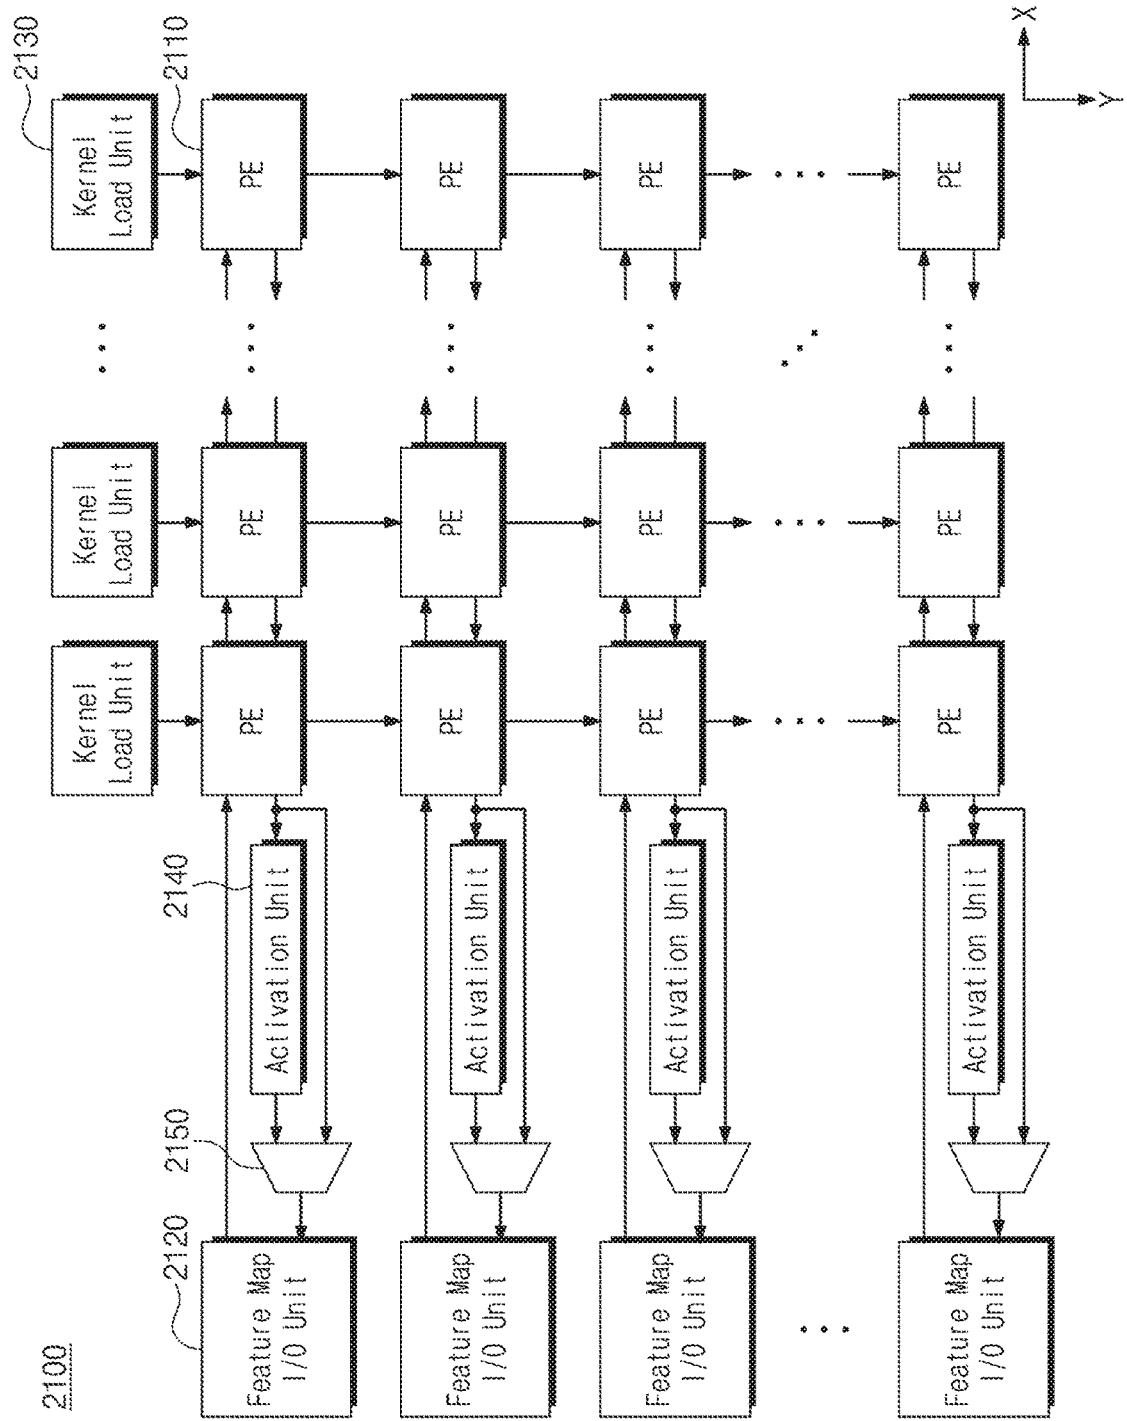 2100
2130
Kernel
Load Unit
Kernel
Load Unit
Kernel
Load Unit
2120
2150
2140
2110
Feature Map
I/O Unit
Activation Unit
PE
PE
PE
Feature Map
I/O Unit
Activation Unit
PE
PE
PE
Feature Map
I/O Unit
Activation Unit
PE
PE
PE
Feature Map
I/O Unit
Activation Unit
PE
PE
PE
X
Y